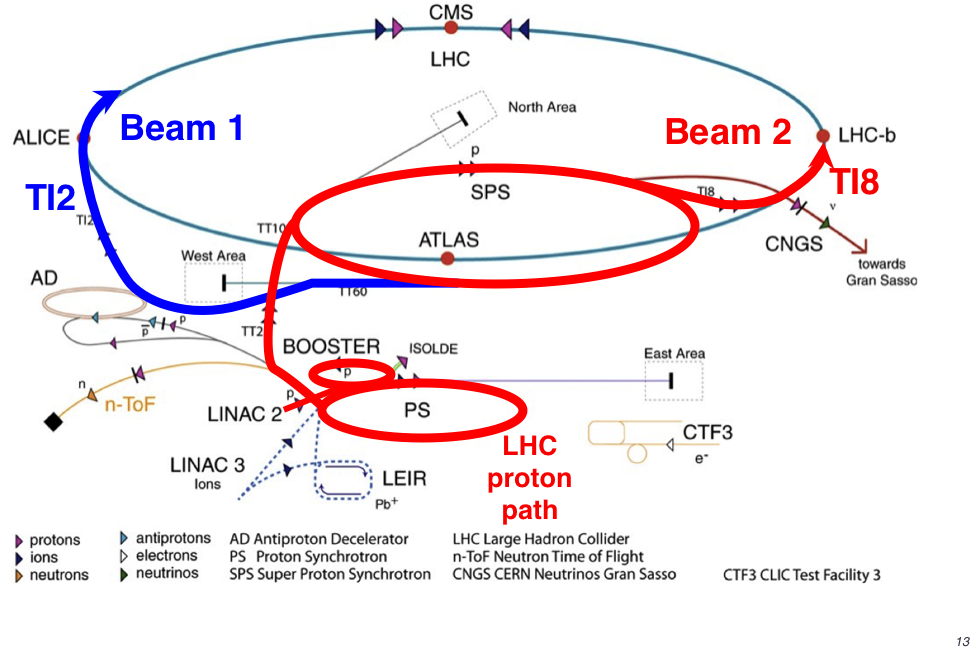 CMS
LHC
North Area
ALICE
Beam 1
Beam 2
LHC-b
p
SPS
TI8
TI8
TI2
TI2
TT10
ATLAS
ν
CNGS
West Area
towards
Gran Sasso
AD
TT60
p
p
TT2
BOOSTER
ISOLDE
East Area
p
n
n-ToF
p
LINAC 2
PS
LHC
proton
path
CTF3
e-
LINAC 3
Ions
LEIR
Pb+
protons
antiprotons
AD Antiproton Decelerator
LHC Large Hadron Collider
ions
electrons
PS Proton Synchrotron
n-ToF Neutron Time of Flight
neutrons
neutrinos
SPS Super Proton Synchrotron
CNGS CERN Neutrinos Gran Sasso
CTF3 CLIC Test Facility 3
13